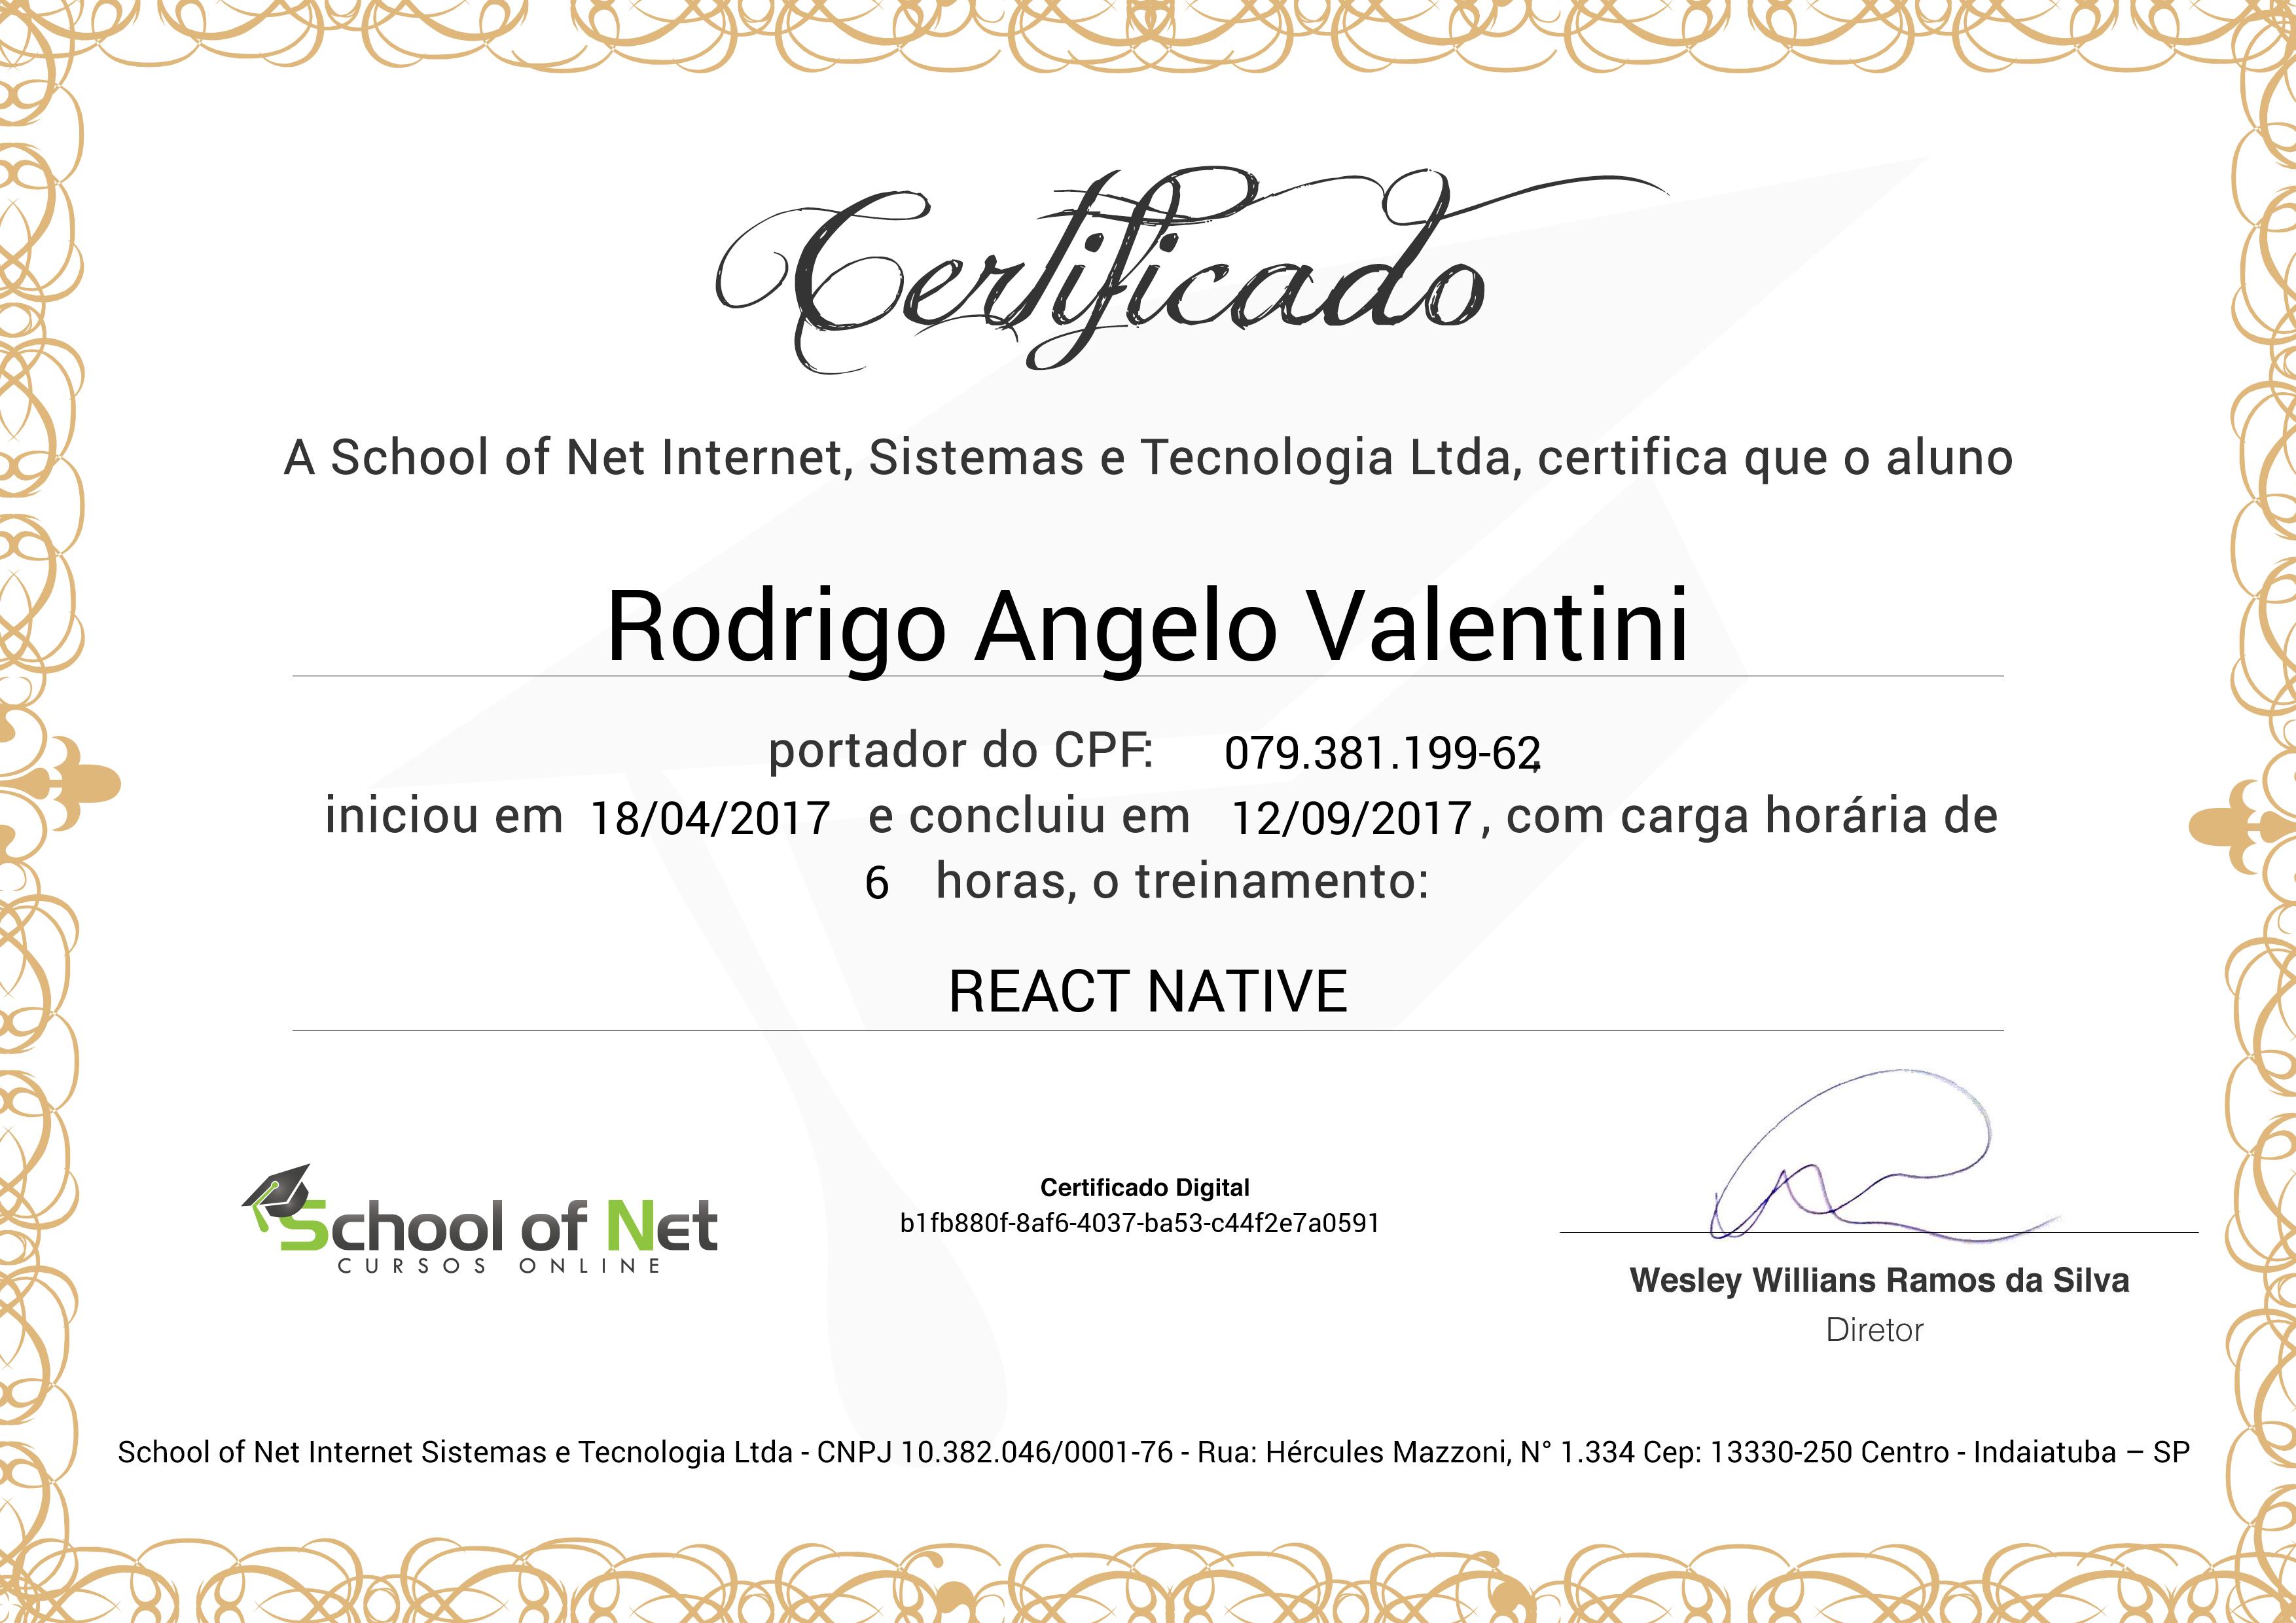 Certificado
A School of Net Internet, Sistemas e Tecnologia Ltda, certifica que o aluno
Rodrigo Angelo Valentini
portador do CPF: 079.381.199-62,
iniciou em 18/04/2017 e concluiu em 12/09/2017, com carga horária de
6 horas, o treinamento:
REACT NATIVE
School of Net
CURSOS ONLINE
Certificado Digital
b1fb880f-8af6-4037-ba53-c44f2e7a0591
Wesley Willians Ramos da Silva
Diretor
School of Net Internet Sistemas e Tecnologia Ltda - CNPJ 10.382.046/0001-76 - Rua: Hércules Mazzoni, N° 1.334 Cep: 13330-250 Centro - Indaiatuba – SP